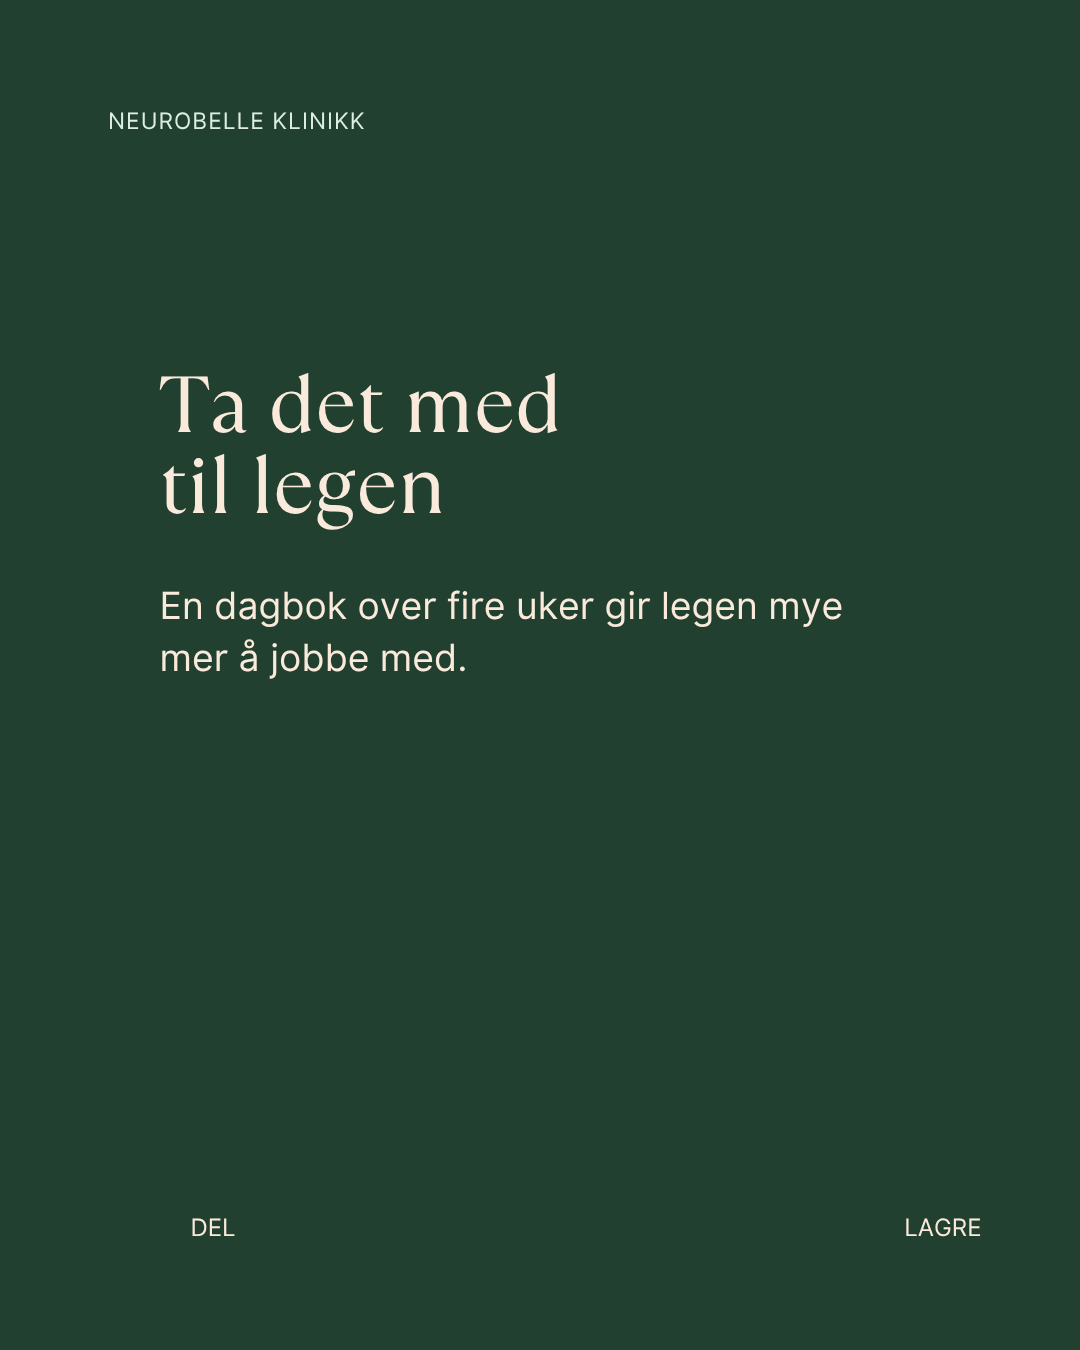 NEUROBELLE KLINIKK
Ta det med
til legen
En dagbok over fire uker gir legen mye
mer å jobbe med.
DEL
LAGRE